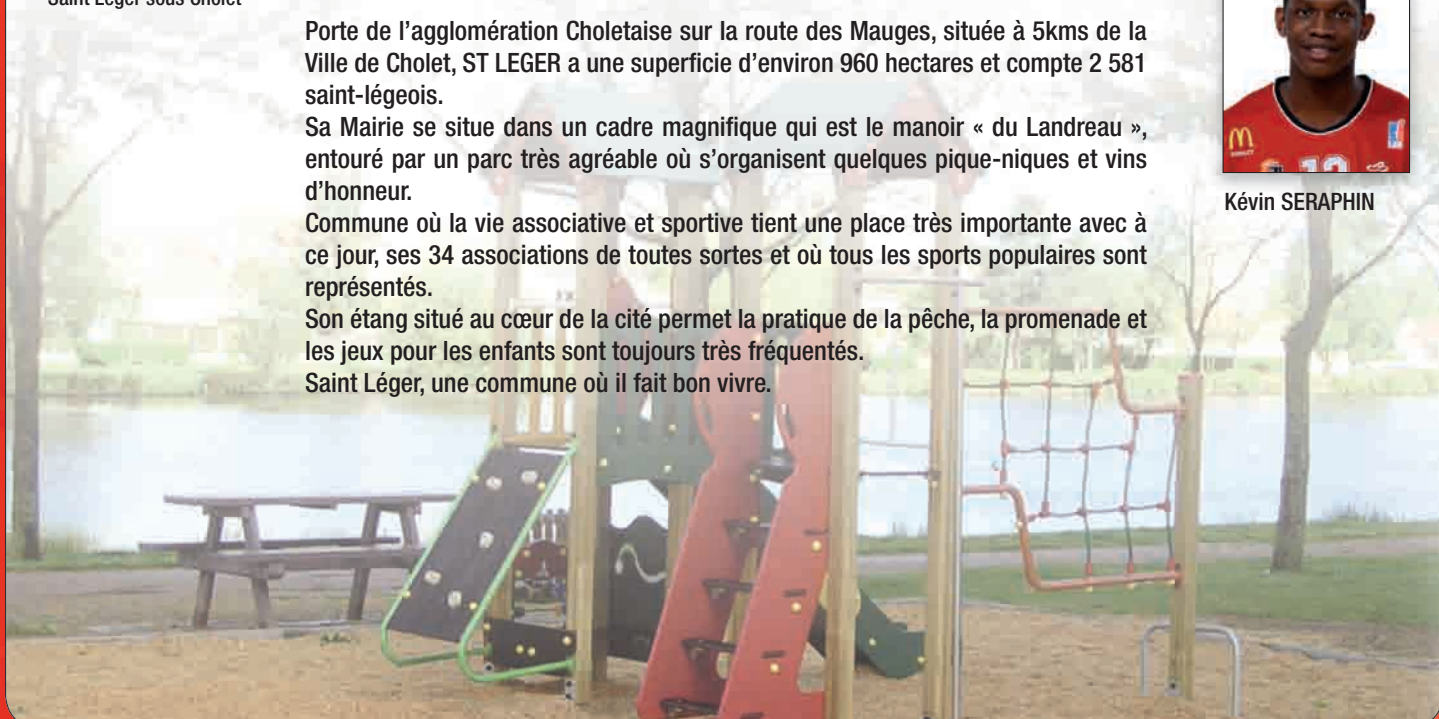 Saint Léger sous Cholet
Porte de l'agglomération Choletaise sur la route des Mauges, située à 5kms de la
Ville de Cholet, ST LEGER a une superficie d'environ 960 hectares et compte 2 581
saint-légeois.
Sa Mairie se situe dans un cadre magnifique qui est le manoir « du Landreau »,
entouré par un parc très agréable où s'organisent quelques pique-niques et vins
d'honneur.
Commune où la vie associative et sportive tient une place très importante avec à
ce jour, ses 34 associations de toutes sortes et où tous les sports populaires sont
représentés.
Son étang situé au cœur de la cité permet la pratique de la pêche, la promenade et
les jeux pour les enfants sont toujours très fréquentés.
Saint Léger, une commune où il fait bon vivre.
Kévin SERAPHIN